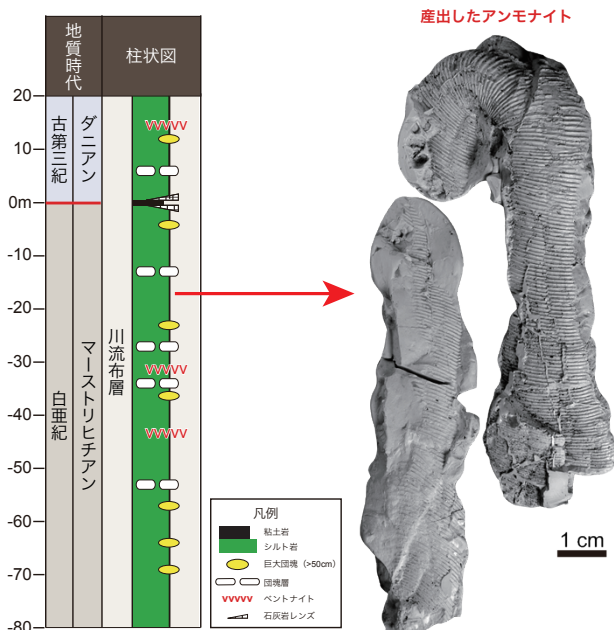 産出したアンモナイト
地質時代
柱状図
20
10
0m
-10
-20
-30
-40
-50
-60
-70
-80
古第三紀
ダニアン
白亜紀
マーストリヒチアン
川流布層
凡例
粘土岩
シルト岩
巨大団塊(>50cm)
団塊層
ベントナイト
石灰岩レンズ
1 cm